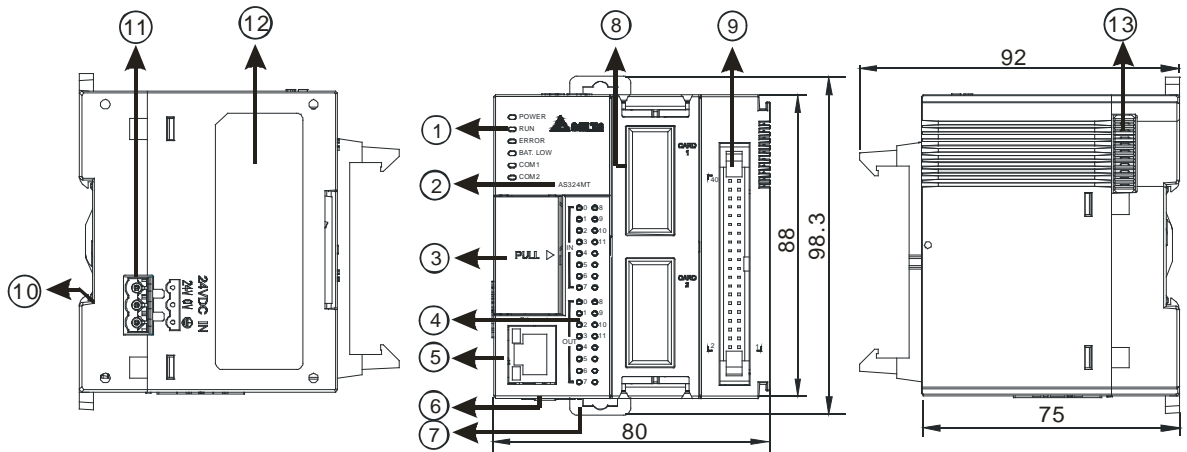 11
12
8
9
13
92
POWER
RUN
ERROR
BAT. LOW
COM1
COM2
DELTA
AS324MT
CARD
1
40
1
2
3
PULL
IN
0 8
1 9
2 10
3 11
4
5
6
7
CARD
2
88
98.3
24VDC IN
24V 0V
10
4
OUT
0 8
1 9
2 10
3 11
4
5
6
7
2
1
5
6
7
80
75